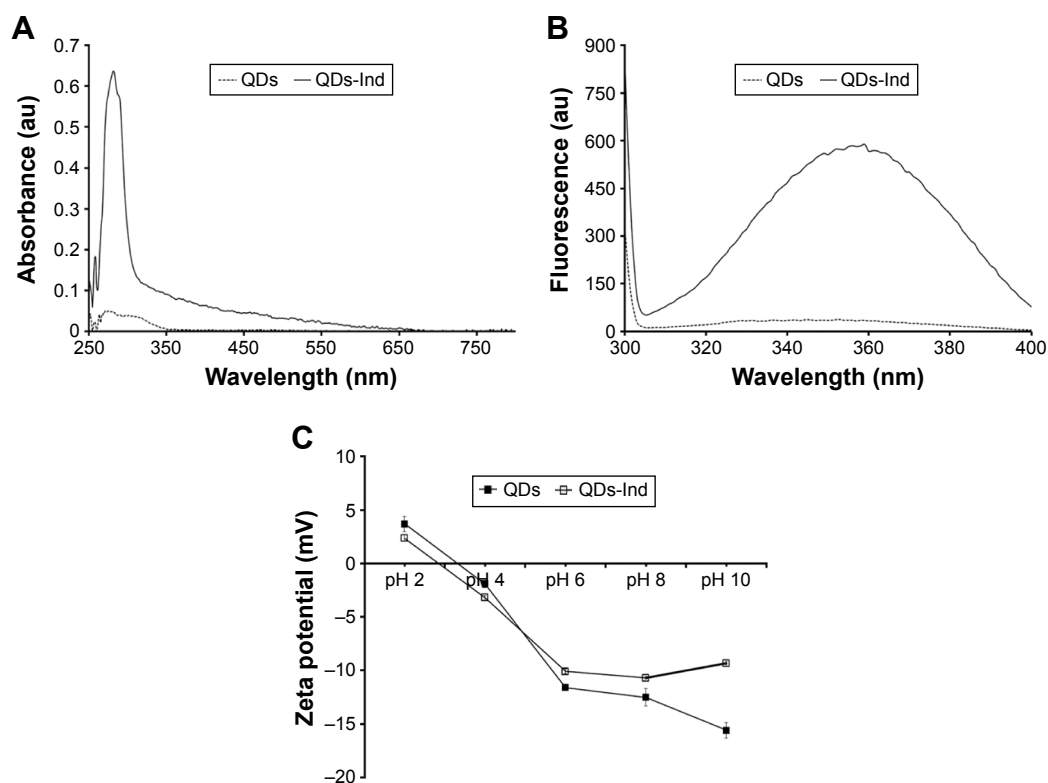 A
0.7
0.6
0.5
0.4
0.3
0.2
0.1
0
Absorbance (au)
QDs QDs-Ind
250 350 450 550 650 750
Wavelength (nm)
B
900
750
600
450
300
150
0
Fluorescence (au)
QDs QDs-Ind
300 320 340 360 380 400
Wavelength (nm)
C
10
5
0
–5
–10
–15
–20
Zeta potential (mV)
QDs QDs-Ind
pH 2 pH 4 pH 6 pH 8 pH 10